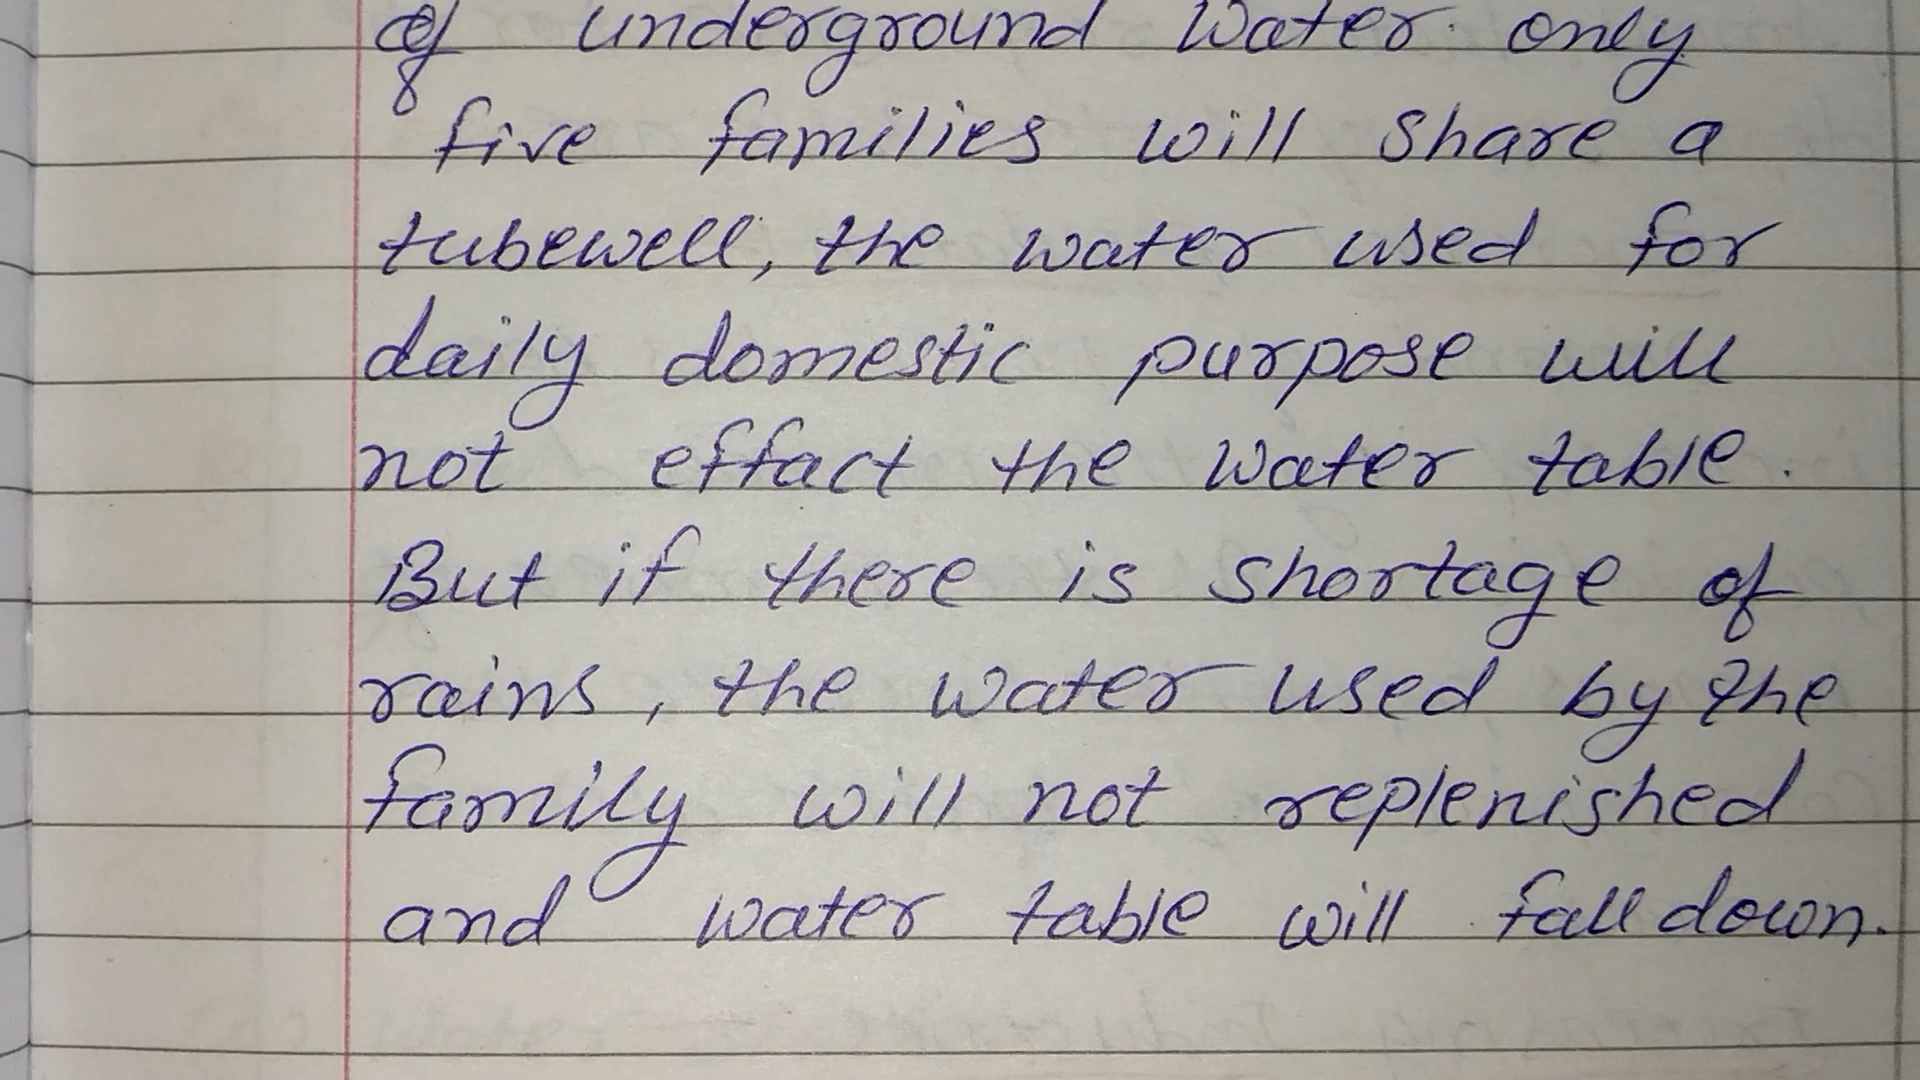 of underground water. only
five families will share a
tubewell, the water used for
daily domestic purpose will
not effact the water table.
But if there is shortage of
rains, the water used by the
family will not replenished
and water table will fall down.